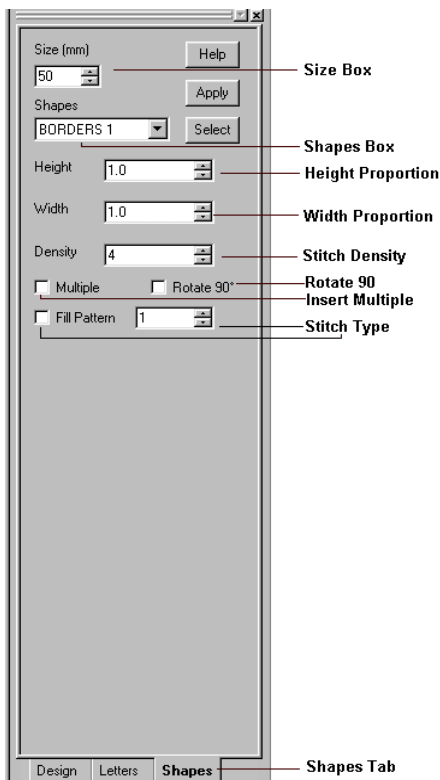 Size (mm)
Help
50
Size Box
Apply
Shapes
BORDERS 1
Select
Shapes Box
Height
1.0
Height Proportion
Width
1.0
Width Proportion
Density
4
Stitch Density
Multiple
Rotate 90°
Rotate 90
Insert Multiple
Fill Pattern
1
Stitch Type
Design
Letters
Shapes
Shapes Tab